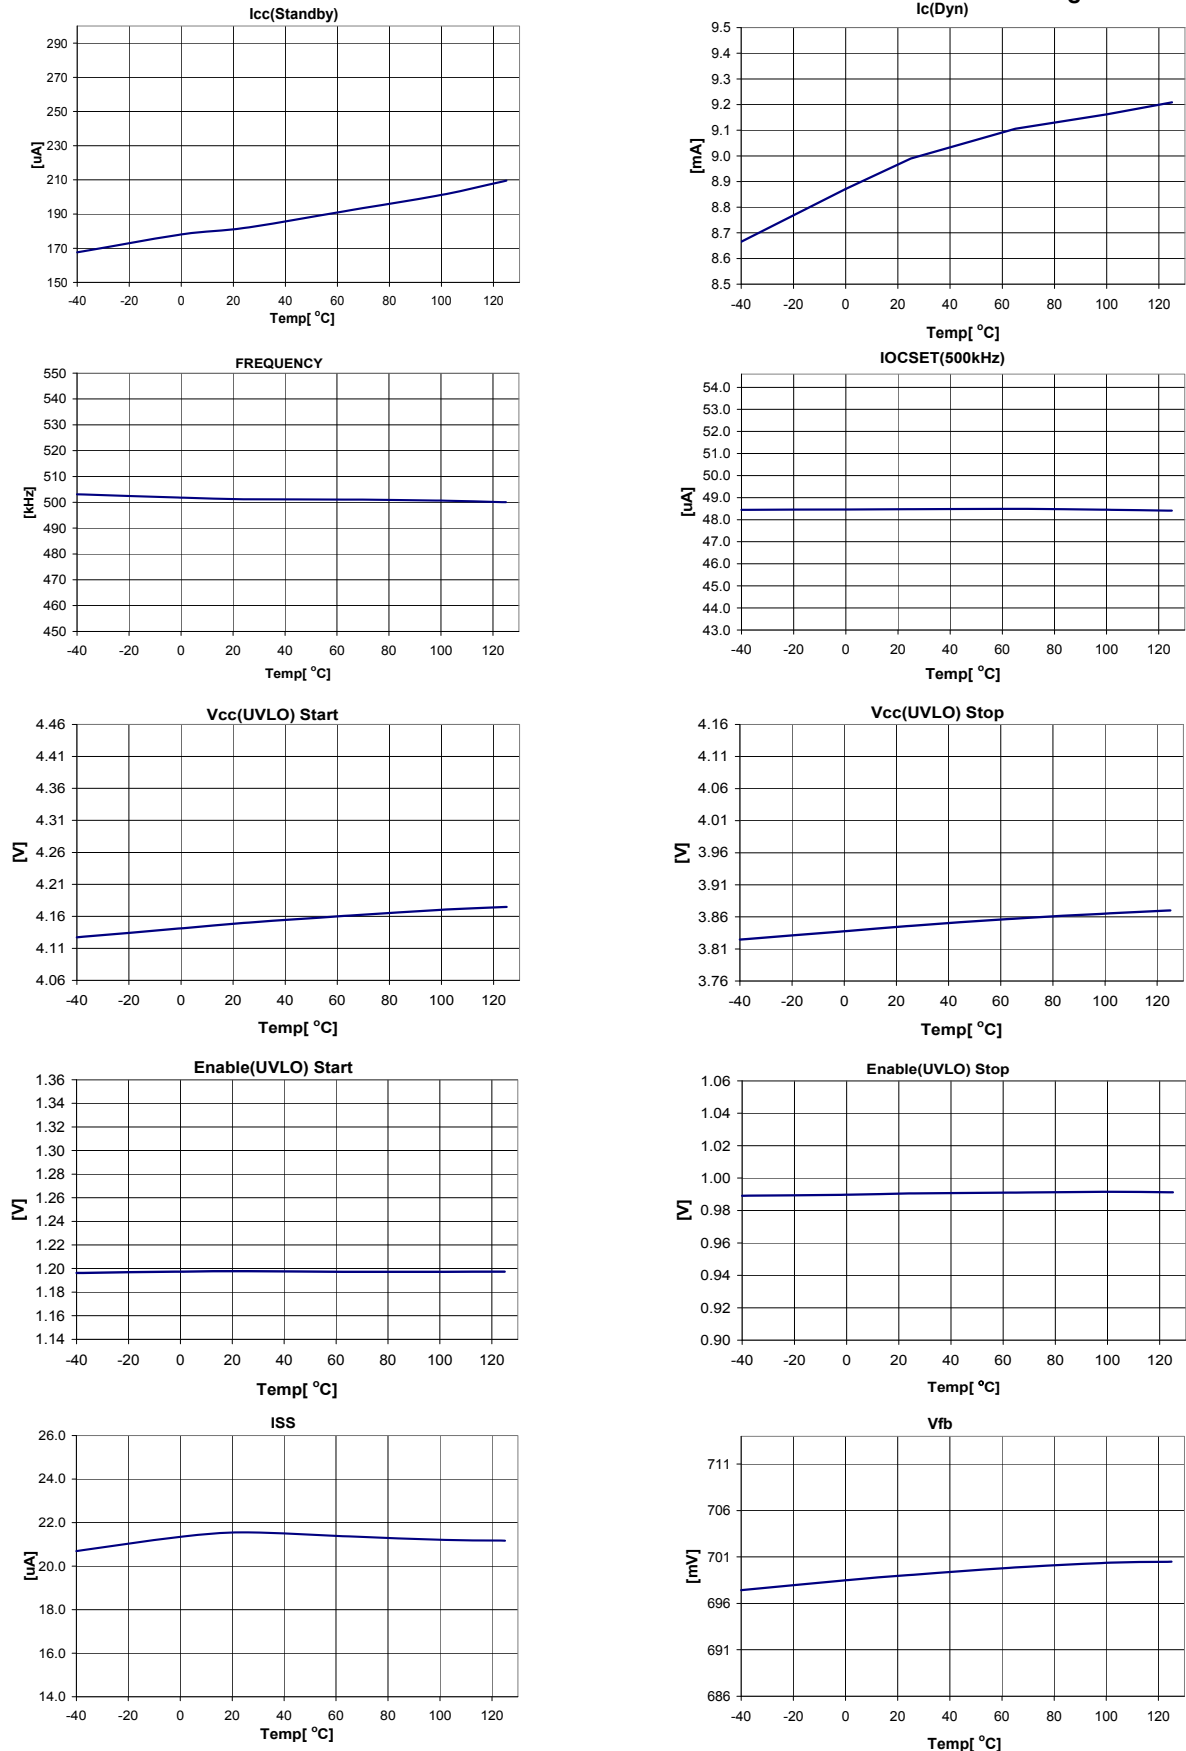 Icc(Standby)
290
270
250
230
210
190
170
150
[uA]
-40 -20 0 20 40 60 80 100 120
Temp[ °C]
Ic(Dyn)
9.5
9.4
9.3
9.2
9.1
9.0
8.9
8.8
8.7
8.6
8.5
[mA]
-40 -20 0 20 40 60 80 100 120
Temp[ °C]
FREQUENCY
550
540
530
520
510
500
490
480
470
460
450
[kHz]
-40 -20 0 20 40 60 80 100 120
Temp[ °C]
IOCSET(500kHz)
54.0
53.0
52.0
51.0
50.0
49.0
48.0
47.0
46.0
45.0
44.0
43.0
[uA]
-40 -20 0 20 40 60 80 100 120
Temp[ °C]
Vcc(UVLO) Start
4.46
4.41
4.36
4.31
4.26
4.21
4.16
4.11
4.06
[V]
-40 -20 0 20 40 60 80 100 120
Temp[ °C]
Vcc(UVLO) Stop
4.16
4.11
4.06
4.01
3.96
3.91
3.86
3.81
3.76
[V]
-40 -20 0 20 40 60 80 100 120
Temp[ °C]
Enable(UVLO) Start
1.36
1.34
1.32
1.30
1.28
1.26
1.24
1.22
1.20
1.18
1.16
1.14
[V]
-40 -20 0 20 40 60 80 100 120
Temp[ °C]
Enable(UVLO) Stop
1.06
1.04
1.02
1.00
0.98
0.96
0.94
0.92
0.90
[V]
-40 -20 0 20 40 60 80 100 120
Temp[ °C]
ISS
26.0
24.0
22.0
20.0
18.0
16.0
14.0
[uA]
-40 -20 0 20 40 60 80 100 120
Temp[ °C]
Vfb
711
706
701
696
691
686
[mV]
-40 -20 0 20 40 60 80 100 120
Temp[ °C]